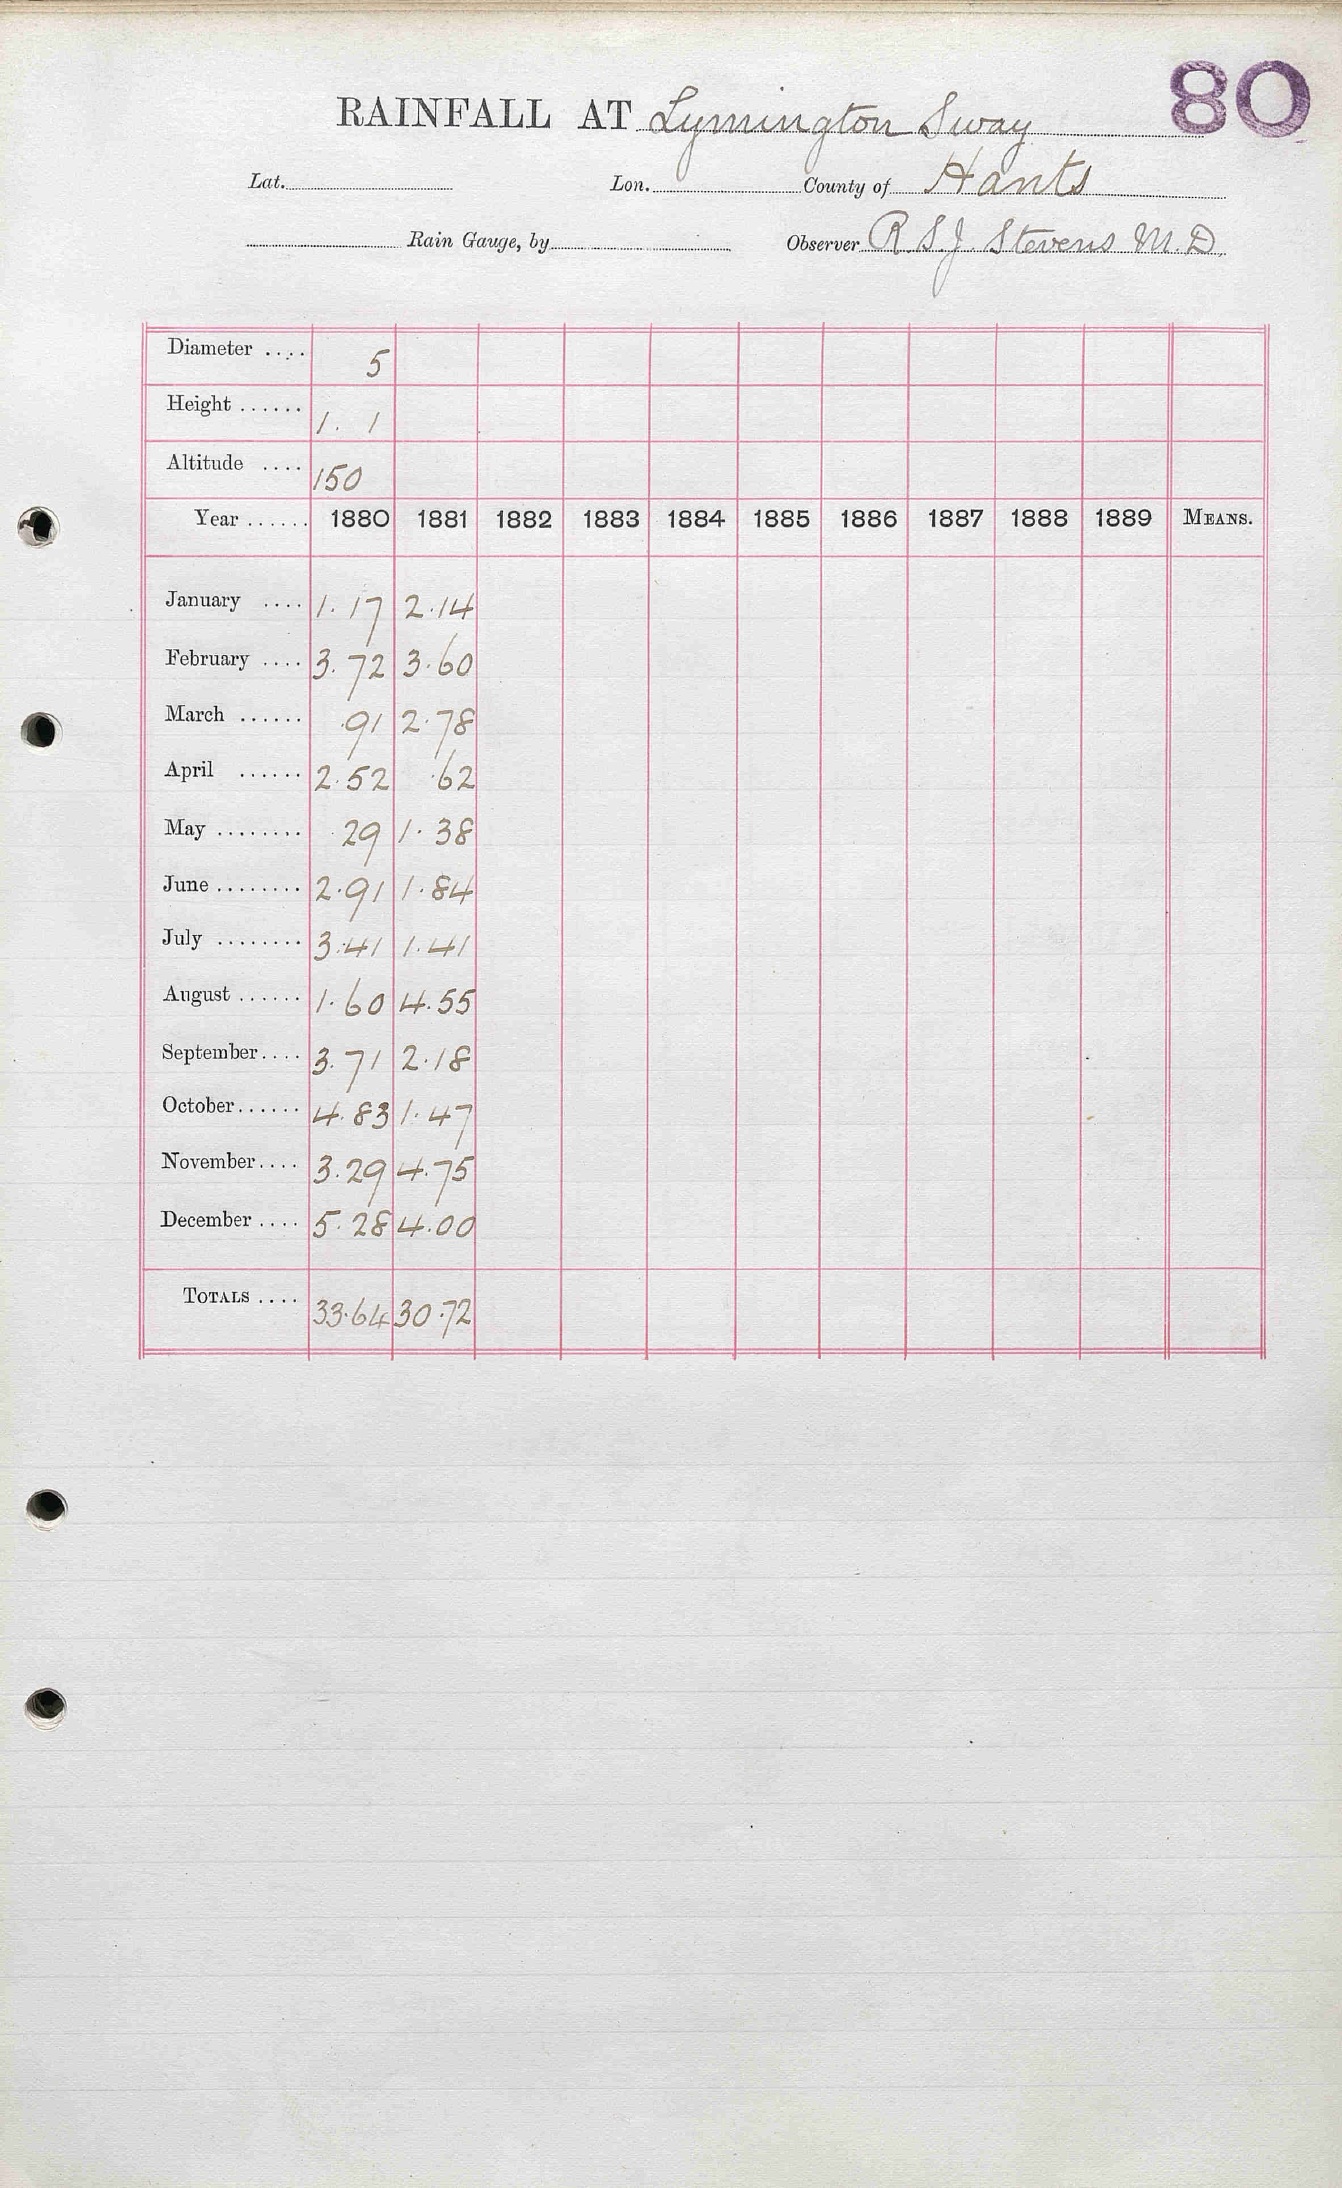 80
RAINFALL AT Lymington Sway
Lat. Lon. County of Hants
Rain Gauge, by Observer R S J Stevens M.D.
Diameter .... 5
Height ...... 1. 1
Altitude .... 150
Year ...... 1880 1881 1882 1883 1884 1885 1886 1887 1888 1889 MEANS.
January .... 1.17 2.14
February .... 3.72 3.60
March ...... .91 2.78
April ...... 2.52 .62
May ........ .29 1.38
June ........ 2.91 1.84
July ........ 3.41 1.41
August ...... 1.60 4.55
September .... 3.71 2.18
October ...... 4.83 1.47
November .... 3.29 4.75
December .... 5.28 4.00
TOTALS .... 33.64 30.72